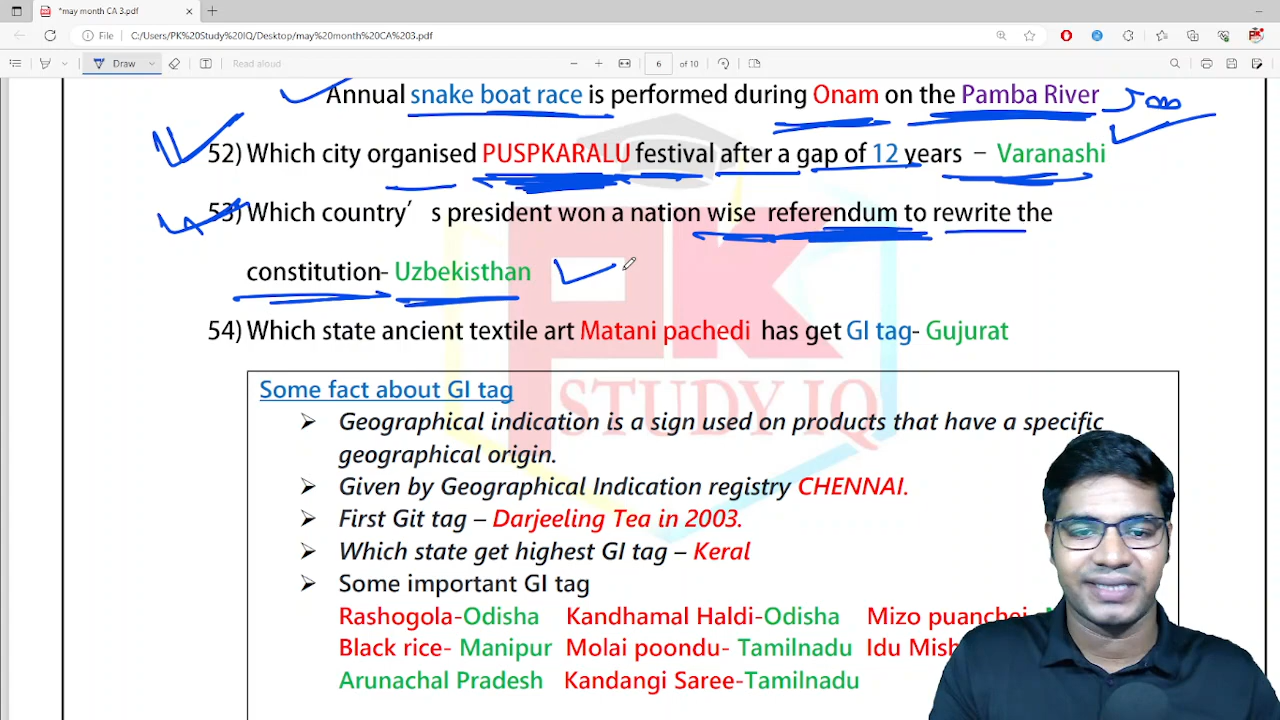 *may month CA 3.pdf
File C:/Users/PK%20Study%20IQ/Desktop/may%20month%20CA%203.pdf
Draw Read aloud 6 of 10
Annual snake boat race is performed during Onam on the Pamba River
52) Which city organised PUSPKARALU festival after a gap of 12 years – Varanashi
53) Which country's president won a nation wise referendum to rewrite the
constitution- Uzbekisthan
54) Which state ancient textile art Matani pachedi has get GI tag- Gujurat
PK
STUDY IQ
Some fact about GI tag
➢ Geographical indication is a sign used on products that have a specific
geographical origin.
➢ Given by Geographical Indication registry CHENNAI.
➢ First Git tag – Darjeeling Tea in 2003.
➢ Which state get highest GI tag – Keral
➢ Some important GI tag
Rashogola-Odisha Kandhamal Haldi-Odisha Mizo puanchei-
Black rice- Manipur Molai poondu- Tamilnadu Idu Mish
Arunachal Pradesh Kandangi Saree-Tamilnadu